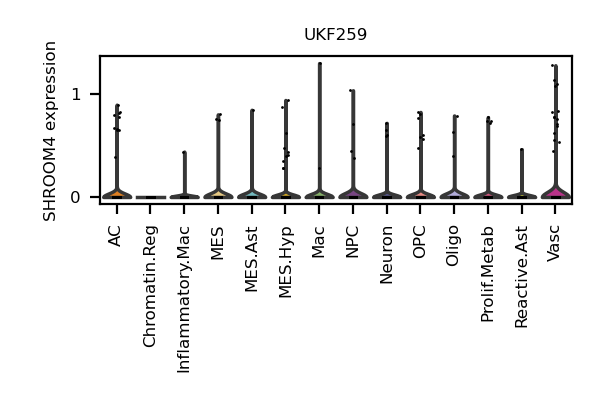 UKF259
SHROOM4 expression
1
0
AC
Chromatin.Reg
Inflammatory.Mac
MES
MES.Ast
MES.Hyp
Mac
NPC
Neuron
OPC
Oligo
Prolif.Metab
Reactive.Ast
Vasc